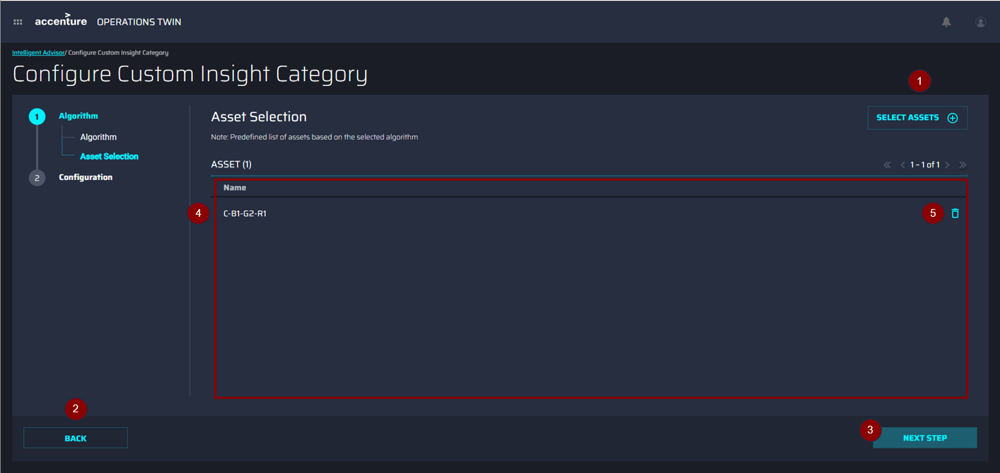 accenture OPERATIONS TWIN
Intelligent Advisor/ Configure Custom Insight Category
Configure Custom Insight Category
1
1 Algorithm
Asset Selection
SELECT ASSETS
Algorithm
Note: Predefined list of assets based on the selected algorithm
Asset Selection
ASSET (1)
1 – 1 of 1
2 Configuration
Name
4
C-B1-G2-R1
5
2
BACK
3
NEXT STEP